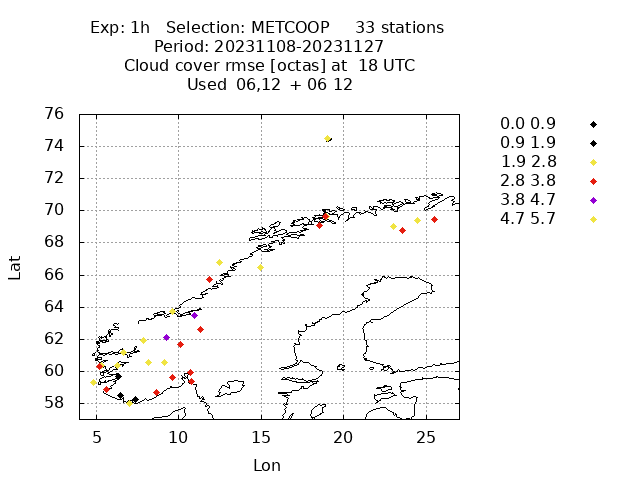 Exp: 1h   Selection: METCOOP     33 stations
Period: 20231108-20231127
Cloud cover rmse [octas] at  18 UTC
Used  06,12  + 06 12
76
74
72
70
68
66
64
62
60
58
Lat
5 10 15 20 25
Lon
0.0 0.9
0.9 1.9
1.9 2.8
2.8 3.8
3.8 4.7
4.7 5.7